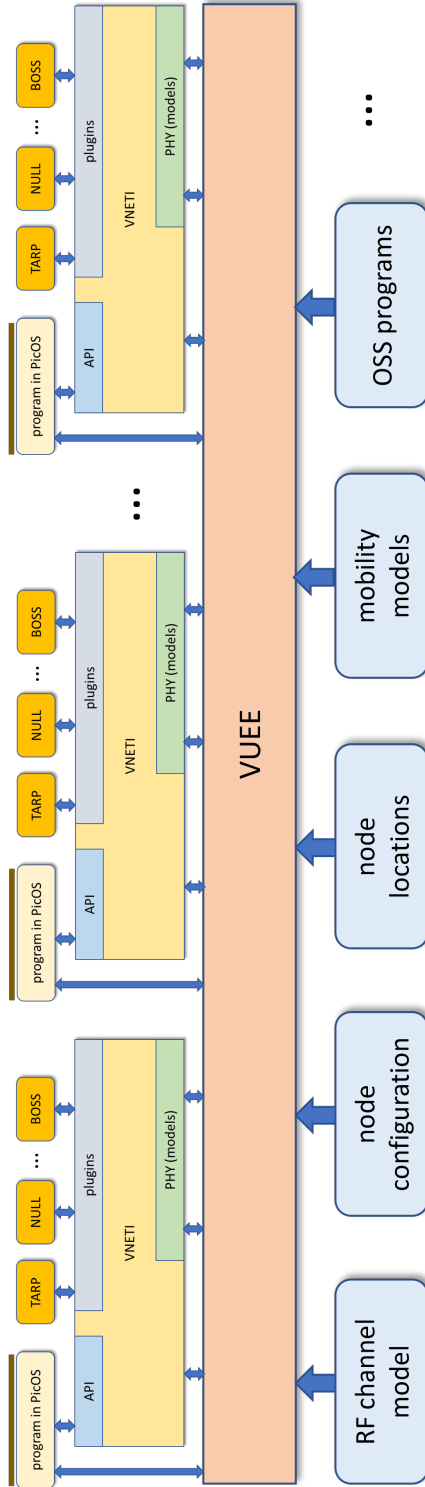 program in PicOS
TARP
NULL
...
BOSS
API
plugins
VNETI
PHY (models)
program in PicOS
TARP
NULL
...
BOSS
API
plugins
VNETI
PHY (models)
...
program in PicOS
TARP
NULL
...
BOSS
API
plugins
VNETI
PHY (models)
VUEE
RF channel
model
node
configuration
node
locations
mobility
models
OSS programs
...